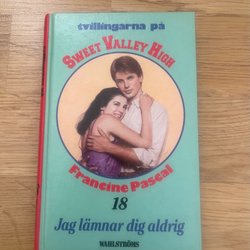 tvillingarna på
SWEET VALLEY HIGH
Francine Pascal
18
Jag lämnar dig aldrig
WAHLSTRÖMS